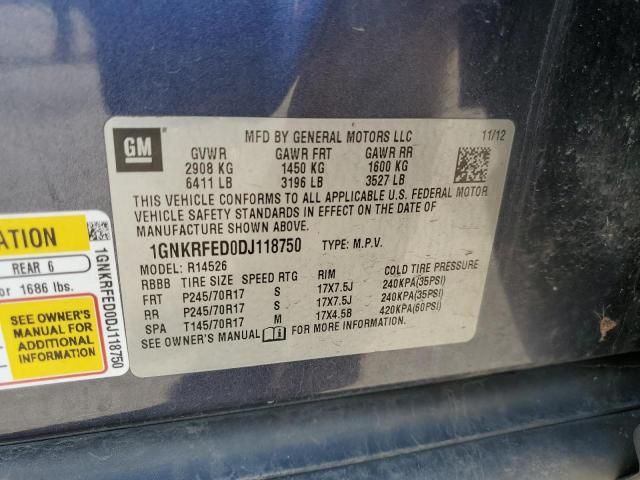 GM
MFD BY GENERAL MOTORS LLC 11/12
GVWR GAWR FRT GAWR RR
2908 KG 1450 KG 1600 KG
6411 LB 3196 LB 3527 LB
THIS VEHICLE CONFORMS TO ALL APPLICABLE U.S. FEDERAL MOTOR
VEHICLE SAFETY STANDARDS IN EFFECT ON THE DATE OF
MANUFACTURE SHOWN ABOVE.
1GNKRFED0DJ118750 TYPE: M.P.V.
MODEL: R14526
RBBB TIRE SIZE SPEED RTG RIM COLD TIRE PRESSURE
FRT P245/70R17 S 17X7.5J 240KPA(35PSI)
RR P245/70R17 S 17X7.5J 240KPA(35PSI)
SPA T145/70R17 M 17X4.5B 420KPA(60PSI)
SEE OWNER'S MANUAL FOR MORE INFORMATION.
ATION
REAR 6
or 1686 lbs.
SEE OWNER'S
MANUAL FOR
ADDITIONAL
INFORMATION
1GNKRFED0DJ118750